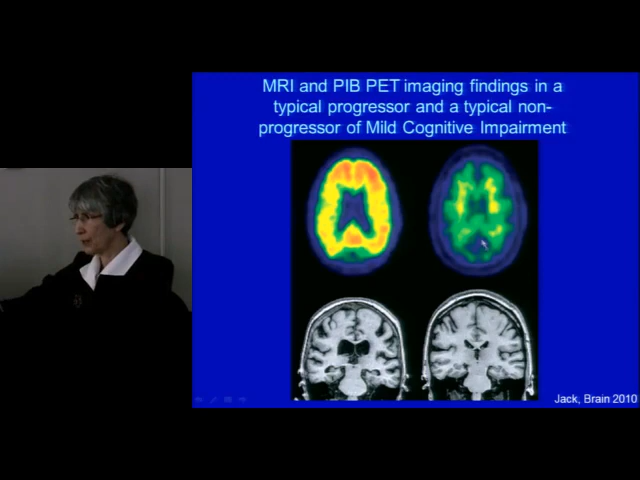 MRI and PIB PET imaging findings in a
typical progressor and a typical non-
progressor of Mild Cognitive Impairment
Jack, Brain 2010